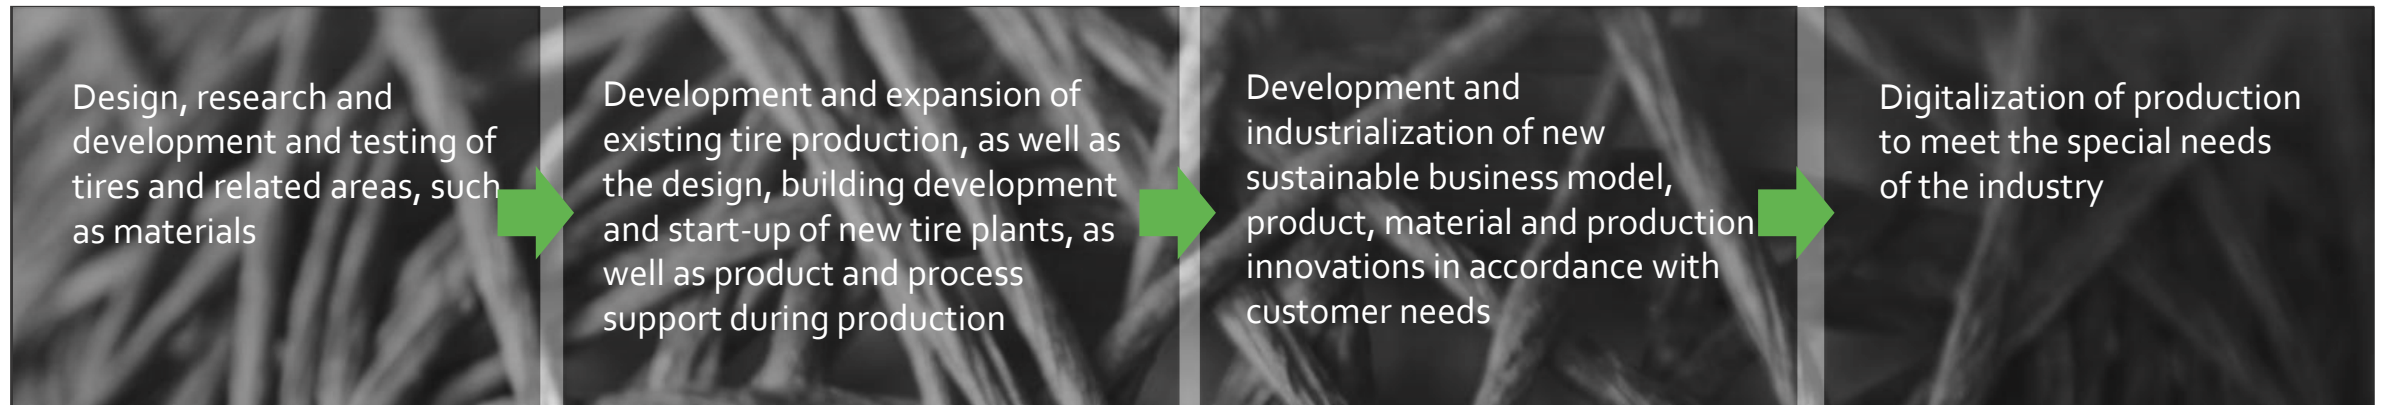 Design, research and
development and testing of
tires and related areas, such
as materials
Development and expansion of
existing tire production, as well as
the design, building development
and start-up of new tire plants, as
well as product and process
support during production
Development and
industrialization of new
sustainable business model,
product, material and production
innovations in accordance with
customer needs
Digitalization of production
to meet the special needs
of the industry